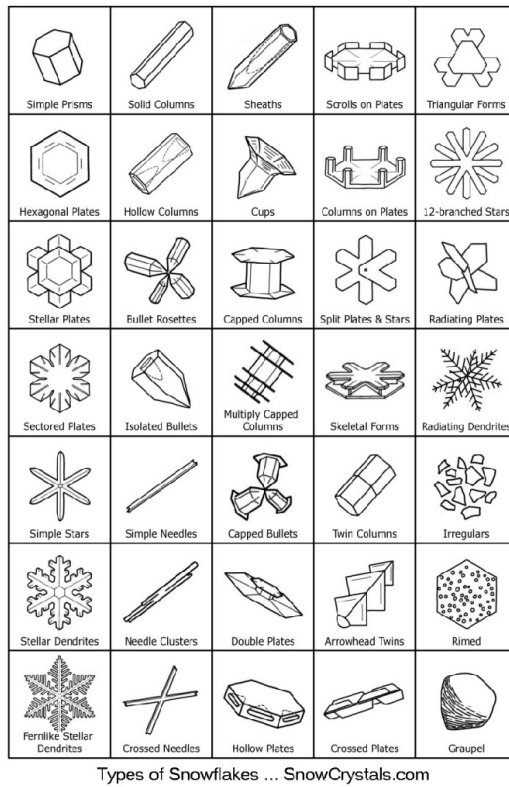 Simple Prisms
Solid Columns
Sheaths
Scrolls on Plates
Triangular Forms
Hexagonal Plates
Hollow Columns
Cups
Columns on Plates
12-branched Stars
Stellar Plates
Bullet Rosettes
Capped Columns
Split Plates & Stars
Radiating Plates
Sectored Plates
Isolated Bullets
Multiply Capped
Columns
Skeletal Forms
Radiating Dendrites
Simple Stars
Simple Needles
Capped Bullets
Twin Columns
Irregulars
Stellar Dendrites
Needle Clusters
Double Plates
Arrowhead Twins
Rimed
Fernlike Stellar
Dendrites
Crossed Needles
Hollow Plates
Crossed Plates
Graupel
Types of Snowflakes ... SnowCrystals.com